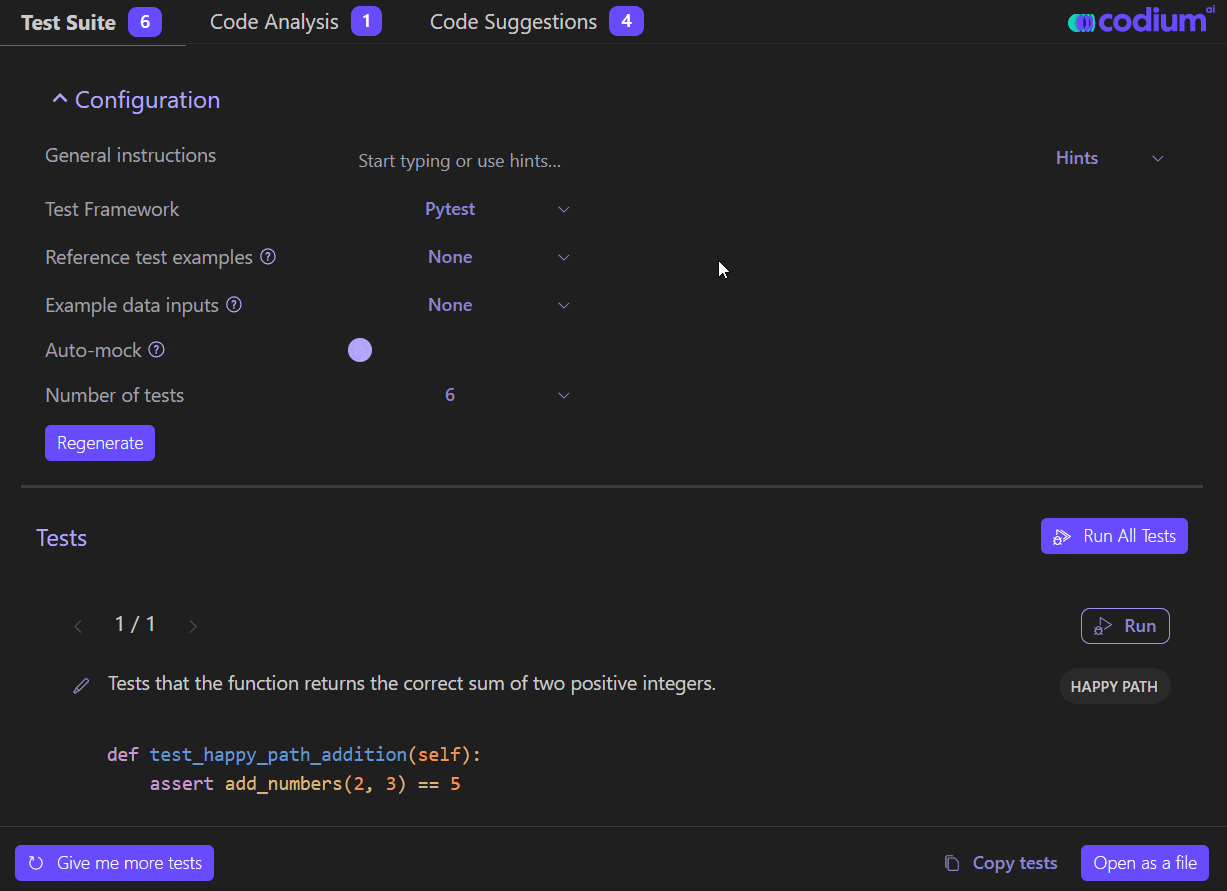 Test Suite 6 Code Analysis 1 Code Suggestions 4 codium ai
Configuration
General instructions Start typing or use hints... Hints
Test Framework Pytest
Reference test examples ? None
Example data inputs ? None
Auto-mock ?
Number of tests 6
Regenerate
Tests Run All Tests
1 / 1 Run
Tests that the function returns the correct sum of two positive integers. HAPPY PATH
def test_happy_path_addition(self):
    assert add_numbers(2, 3) == 5
Give me more tests Copy tests Open as a file